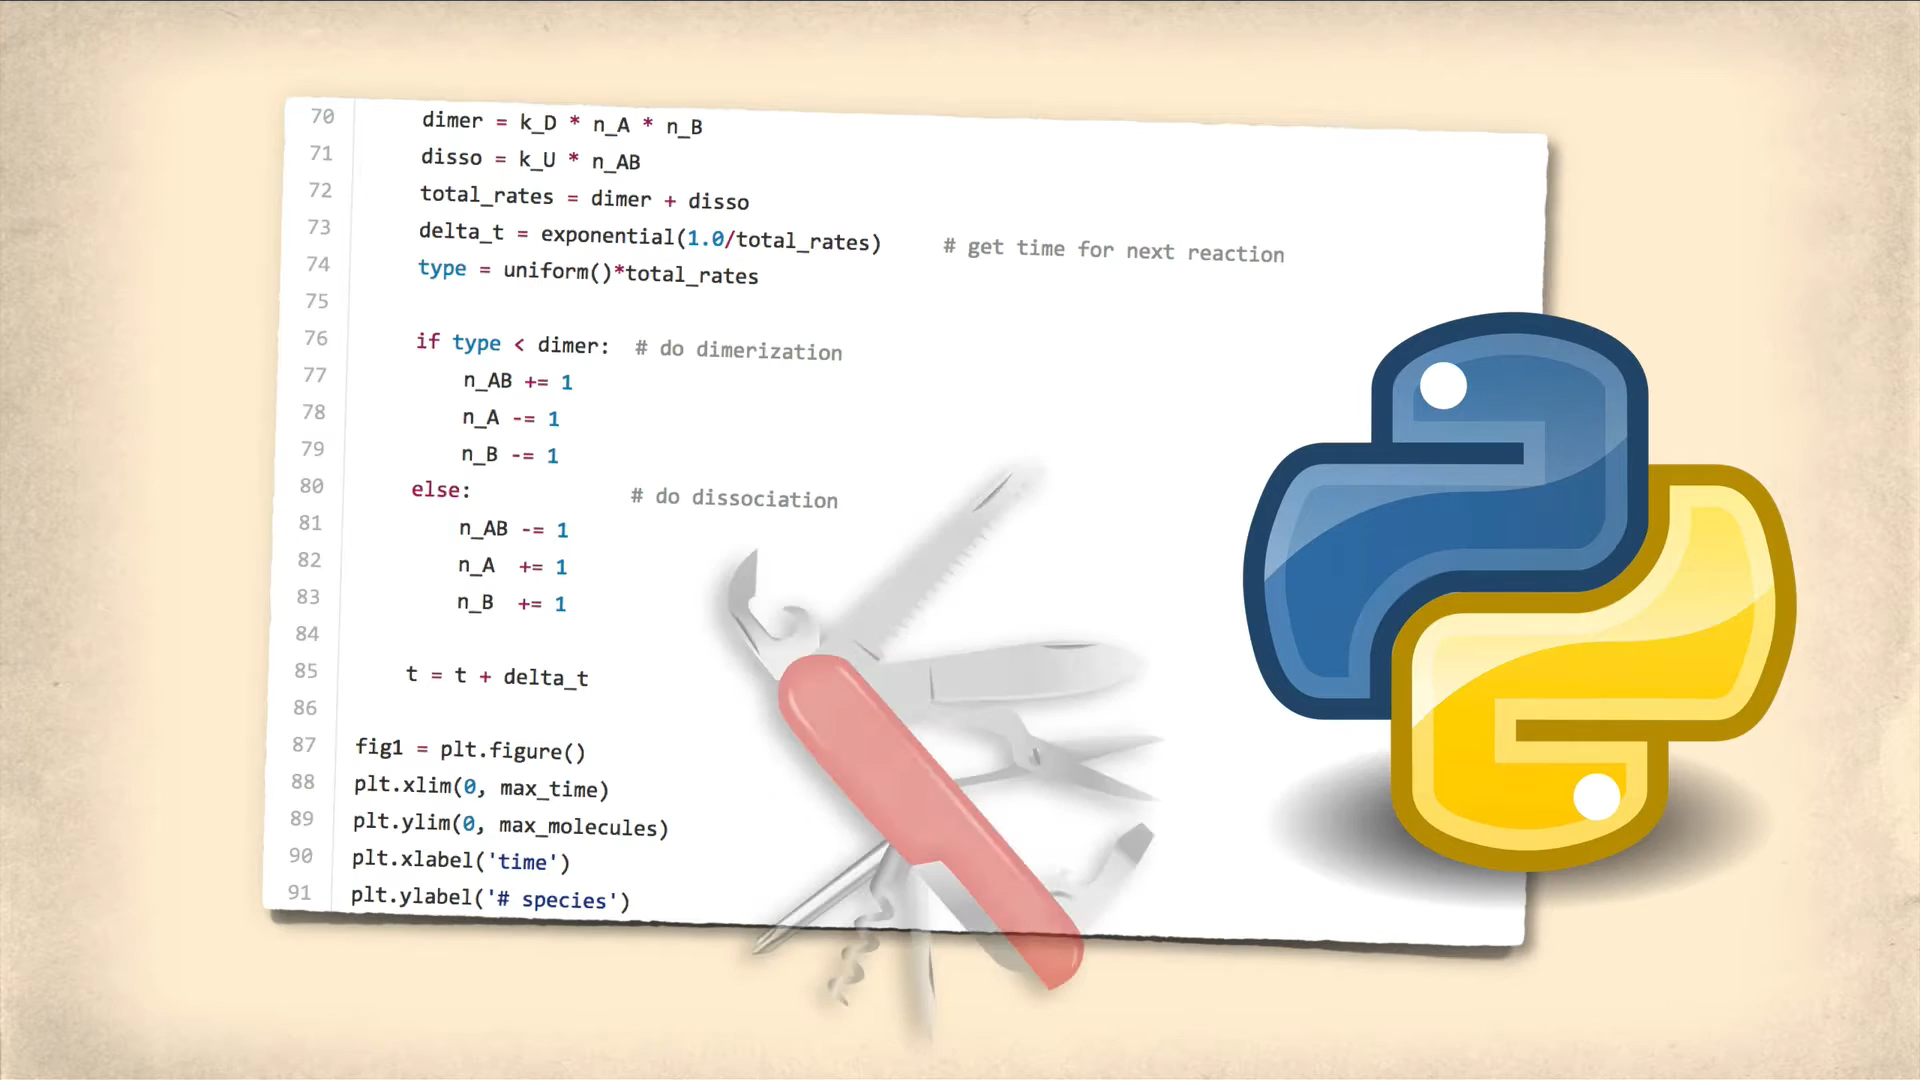 70 dimer = k_D * n_A * n_B
71 disso = k_U * n_AB
72 total_rates = dimer + disso
73 delta_t = exponential(1.0/total_rates) # get time for next reaction
74 type = uniform()*total_rates
75
76 if type < dimer: # do dimerization
77 n_AB += 1
78 n_A -= 1
79 n_B -= 1
80 else: # do dissociation
81 n_AB -= 1
82 n_A += 1
83 n_B += 1
84
85 t = t + delta_t
86
87 fig1 = plt.figure()
88 plt.xlim(0, max_time)
89 plt.ylim(0, max_molecules)
90 plt.xlabel('time')
91 plt.ylabel('# species')